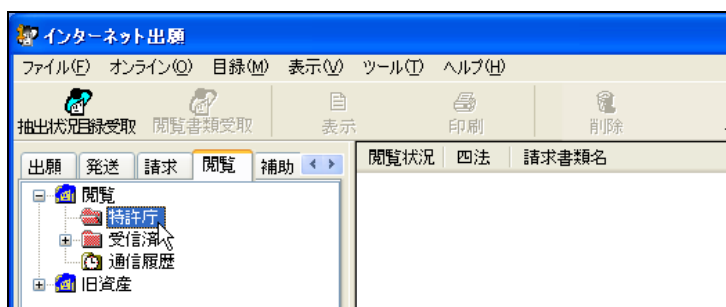 インターネット出願
ファイル(F) オンライン(O) 目録(M) 表示(V) ツール(T) ヘルプ(H)
抽出状況目録受取 閲覧書類受取 表示 印刷 削除
出願 発送 請求 閲覧 補助
閲覧状況 四法 請求書類名
閲覧
特許庁
受信済
通信履歴
旧資産